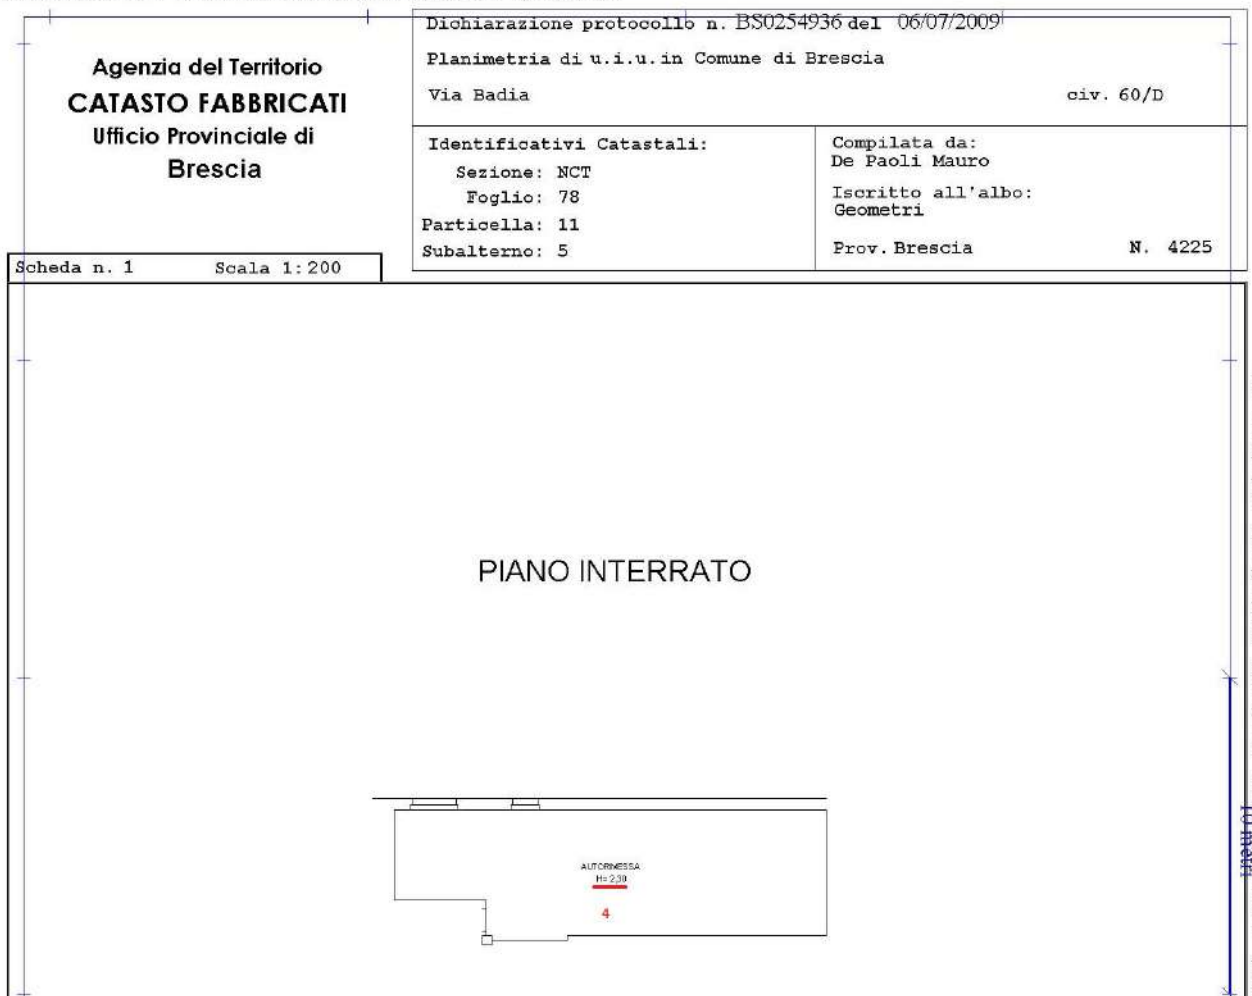 Agenzia del Territorio
CATASTO FABBRICATI
Ufficio Provinciale di
Brescia
Dichiarazione protocollo n. BS0254936 del 06/07/2009
Planimetria di u.i.u. in Comune di Brescia
Via Badia civ. 60/D
Identificativi Catastali:
Sezione: NCT
Foglio: 78
Particella: 11
Subalterno: 5
Compilata da:
De Paoli Mauro
Iscritto all'albo:
Geometri
Prov. Brescia N. 4225
Scheda n. 1 Scala 1:200
PIANO INTERRATO
AUTORIMESSA
H= 2,30
4
10 metri